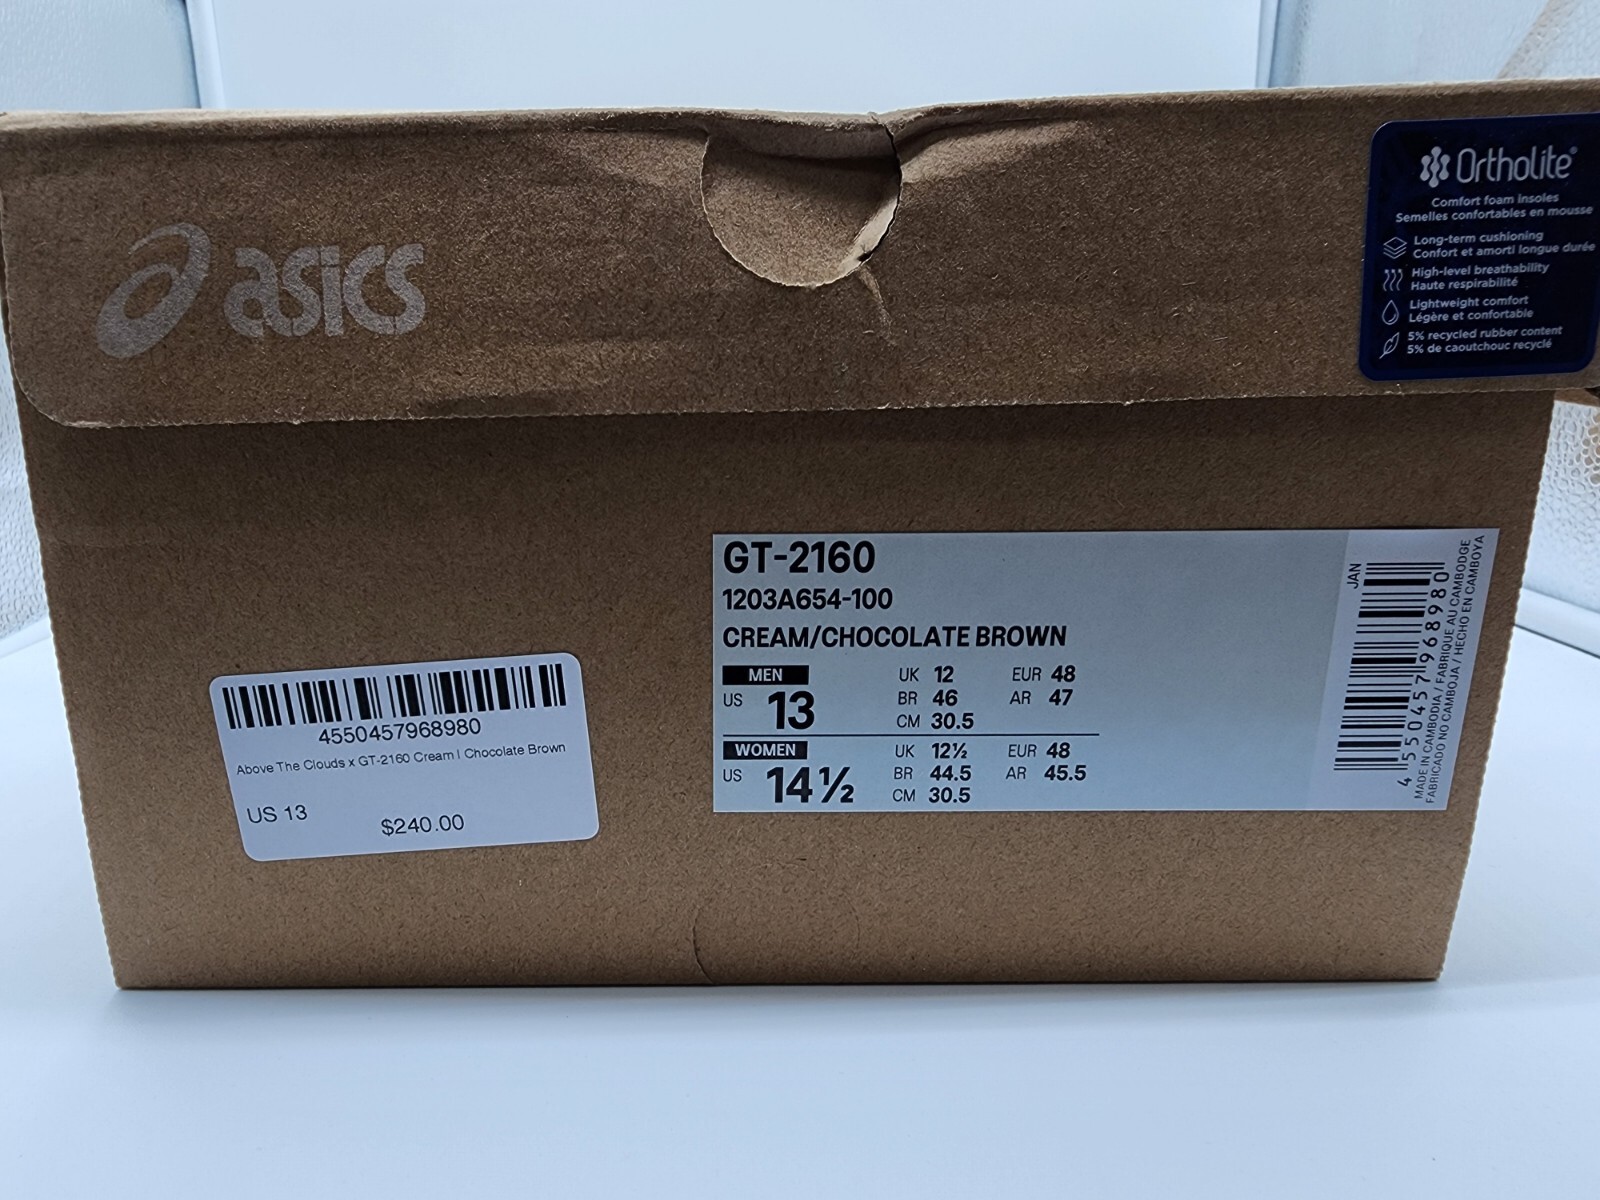 asics
OrthoLite®
Comfort foam insoles
Semelles confortables en mousse
Long-term cushioning
Confort et amorti longue durée
High-level breathability
Haute respirabilité
Lightweight comfort
Légère et confortable
5% recycled rubber content
5% de caoutchouc recyclé
GT-2160
1203A654-100
CREAM/CHOCOLATE BROWN
MEN
US 13
UK 12 EUR 48
BR 46 AR 47
CM 30.5
WOMEN
US 14½
UK 12½ EUR 48
BR 44.5 AR 45.5
CM 30.5
JAN
4 550457 968980
MADE IN CAMBODIA / FABRIQUE AU CAMBODGE
FABRICADO NO CAMBOJA / HECHO EN CAMBOYA
4550457968980
Above The Clouds x GT-2160 Cream | Chocolate Brown
US 13
$240.00